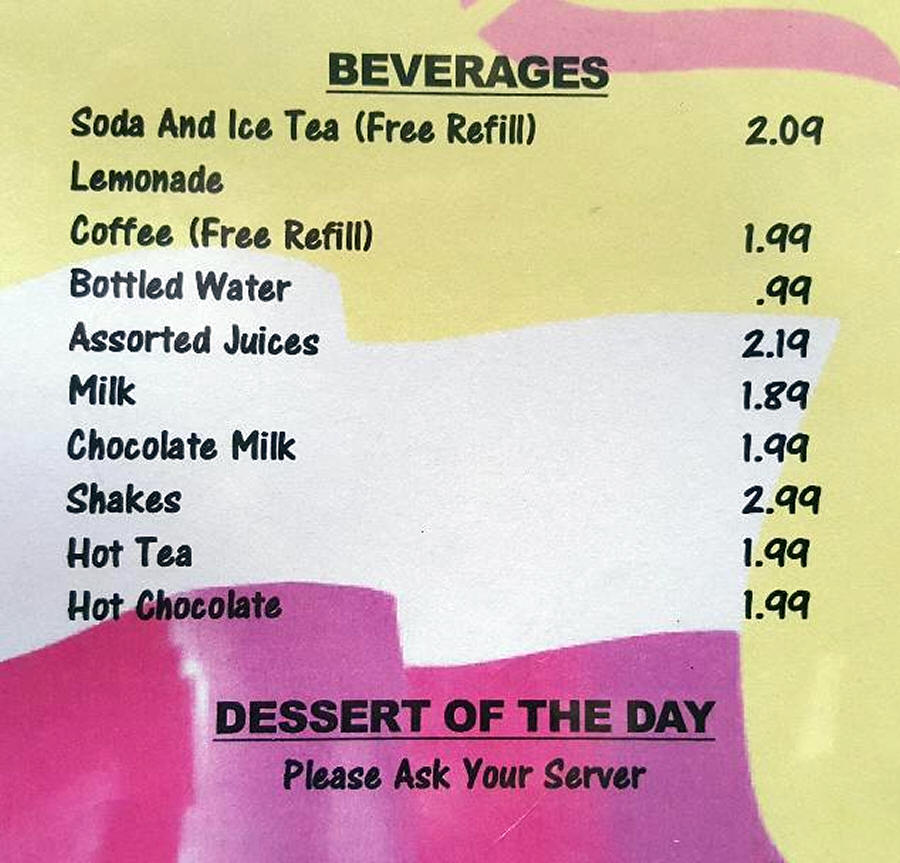 BEVERAGES
Soda And Ice Tea (Free Refill) 2.09
Lemonade
Coffee (Free Refill) 1.99
Bottled Water .99
Assorted Juices 2.19
Milk 1.89
Chocolate Milk 1.99
Shakes 2.99
Hot Tea 1.99
Hot Chocolate 1.99
DESSERT OF THE DAY
Please Ask Your Server